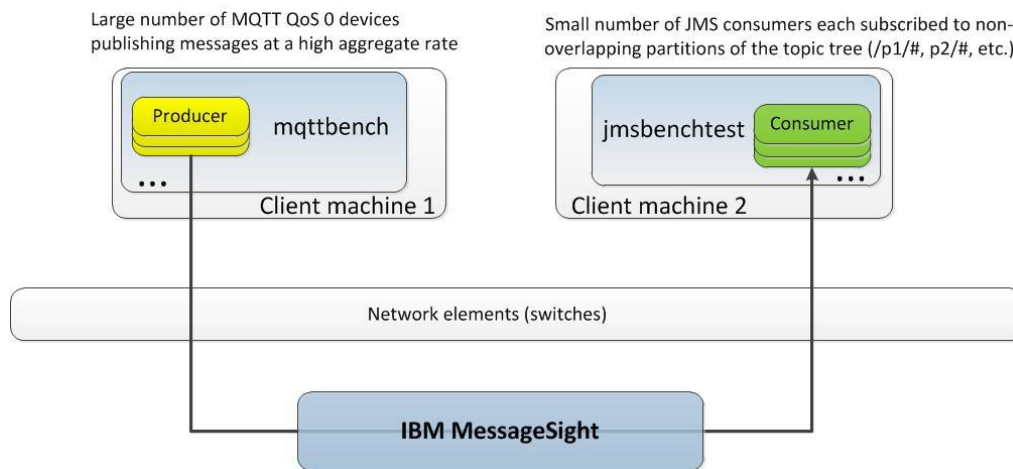 Large number of MQTT QoS 0 devices
publishing messages at a high aggregate rate
Small number of JMS consumers each subscribed to non-
overlapping partitions of the topic tree (/p1/#, p2/#, etc.)
Producer
mqttbench
...
Client machine 1
jmsbenchtest
Consumer
...
Client machine 2
Network elements (switches)
IBM MessageSight